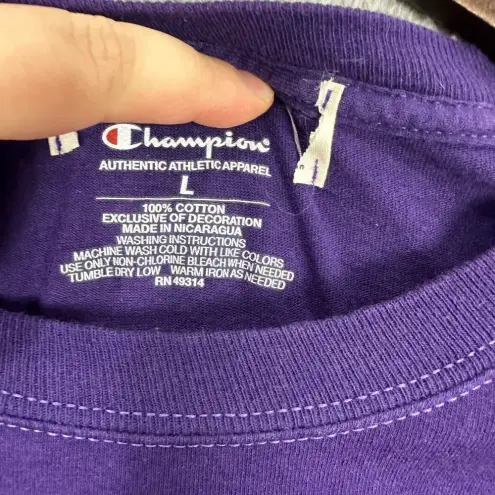 Champion
AUTHENTIC ATHLETIC APPAREL
L
100% COTTON
EXCLUSIVE OF DECORATION
MADE IN NICARAGUA
WASHING INSTRUCTIONS
MACHINE WASH COLD WITH LIKE COLORS
USE ONLY NON-CHLORINE BLEACH WHEN NEEDED
TUMBLE DRY LOW WARM IRON AS NEEDED
RN 49314